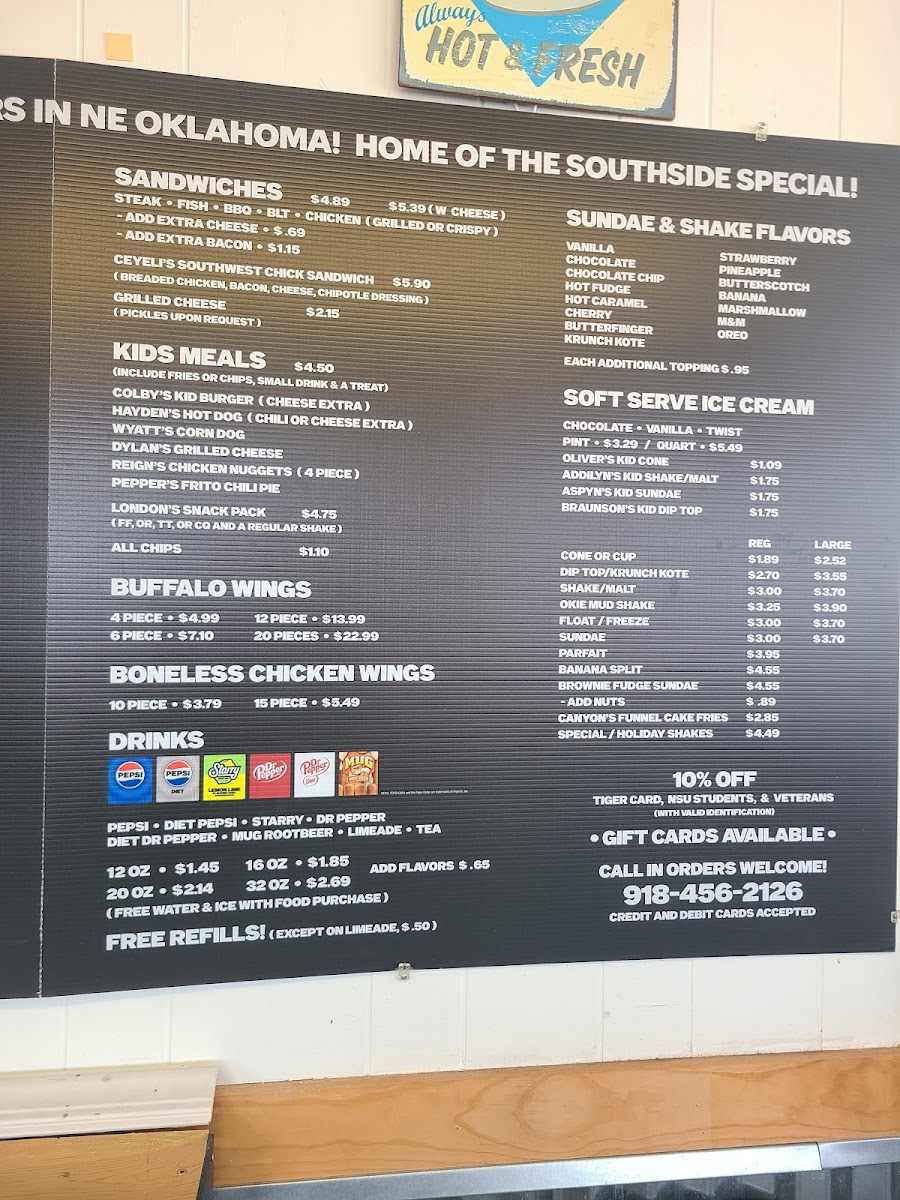 Always
HOT & FRESH
RS IN NE OKLAHOMA! HOME OF THE SOUTHSIDE SPECIAL!
SANDWICHES $4.89 $5.39 ( W CHEESE )
STEAK • FISH • BBQ • BLT • CHICKEN ( GRILLED OR CRISPY )
- ADD EXTRA CHEESE • $ .69
- ADD EXTRA BACON • $1.15
CEYELI'S SOUTHWEST CHICK SANDWICH $5.90
( BREADED CHICKEN, BACON, CHEESE, CHIPOTLE DRESSING )
GRILLED CHEESE $2.15
( PICKLES UPON REQUEST )
KIDS MEALS $4.50
(INCLUDE FRIES OR CHIPS, SMALL DRINK & A TREAT)
COLBY'S KID BURGER ( CHEESE EXTRA )
HAYDEN'S HOT DOG ( CHILI OR CHEESE EXTRA )
WYATT'S CORN DOG
DYLAN'S GRILLED CHEESE
REIGN'S CHICKEN NUGGETS ( 4 PIECE )
PEPPER'S FRITO CHILI PIE
LONDON'S SNACK PACK $4.75
( FF, OR, TT, OR CQ AND A REGULAR SHAKE )
ALL CHIPS $1.10
BUFFALO WINGS
4 PIECE • $4.99 12 PIECE • $13.99
6 PIECE • $7.10 20 PIECES • $22.99
BONELESS CHICKEN WINGS
10 PIECE • $3.79 15 PIECE • $5.49
DRINKS
PEPSI
PEPSI
DIET
Starry
LEMON LIME
Dr Pepper
Dr Pepper
Diet
MUG
PEPSI • DIET PEPSI • STARRY • DR PEPPER
DIET DR PEPPER • MUG ROOTBEER • LIMEADE • TEA
12 OZ • $1.45 16 OZ • $1.85 ADD FLAVORS $ .65
20 OZ • $2.14 32 OZ • $2.69
( FREE WATER & ICE WITH FOOD PURCHASE )
FREE REFILLS! ( EXCEPT ON LIMEADE, $ .50 )
SUNDAE & SHAKE FLAVORS
VANILLA STRAWBERRY
CHOCOLATE PINEAPPLE
CHOCOLATE CHIP BUTTERSCOTCH
HOT FUDGE BANANA
HOT CARAMEL MARSHMALLOW
CHERRY M&M
BUTTERFINGER OREO
KRUNCH KOTE
EACH ADDITIONAL TOPPING $ .95
SOFT SERVE ICE CREAM
CHOCOLATE • VANILLA • TWIST
PINT • $3.29 / QUART • $5.49
OLIVER'S KID CONE $1.09
ADDILYN'S KID SHAKE/MALT $1.75
ASPYN'S KID SUNDAE $1.75
BRAUNSON'S KID DIP TOP $1.75
REG LARGE
CONE OR CUP $1.89 $2.52
DIP TOP/KRUNCH KOTE $2.70 $3.55
SHAKE/MALT $3.00 $3.70
OKIE MUD SHAKE $3.25 $3.90
FLOAT / FREEZE $3.00 $3.70
SUNDAE $3.00 $3.70
PARFAIT $3.95
BANANA SPLIT $4.55
BROWNIE FUDGE SUNDAE $4.55
- ADD NUTS $ .89
CANYON'S FUNNEL CAKE FRIES $2.85
SPECIAL / HOLIDAY SHAKES $4.49
10% OFF
TIGER CARD, NSU STUDENTS, & VETERANS
(WITH VALID IDENTIFICATION)
• GIFT CARDS AVAILABLE •
CALL IN ORDERS WELCOME!
918-456-2126
CREDIT AND DEBIT CARDS ACCEPTED